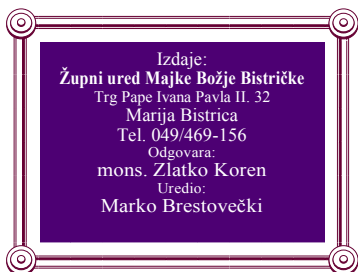 Izdaje:
Župni ured Majke Božje Bistričke
Trg Pape Ivana Pavla II. 32
Marija Bistrica
Tel. 049/469-156
Odgovara:
mons. Zlatko Koren
Uredio:
Marko Brestovečki